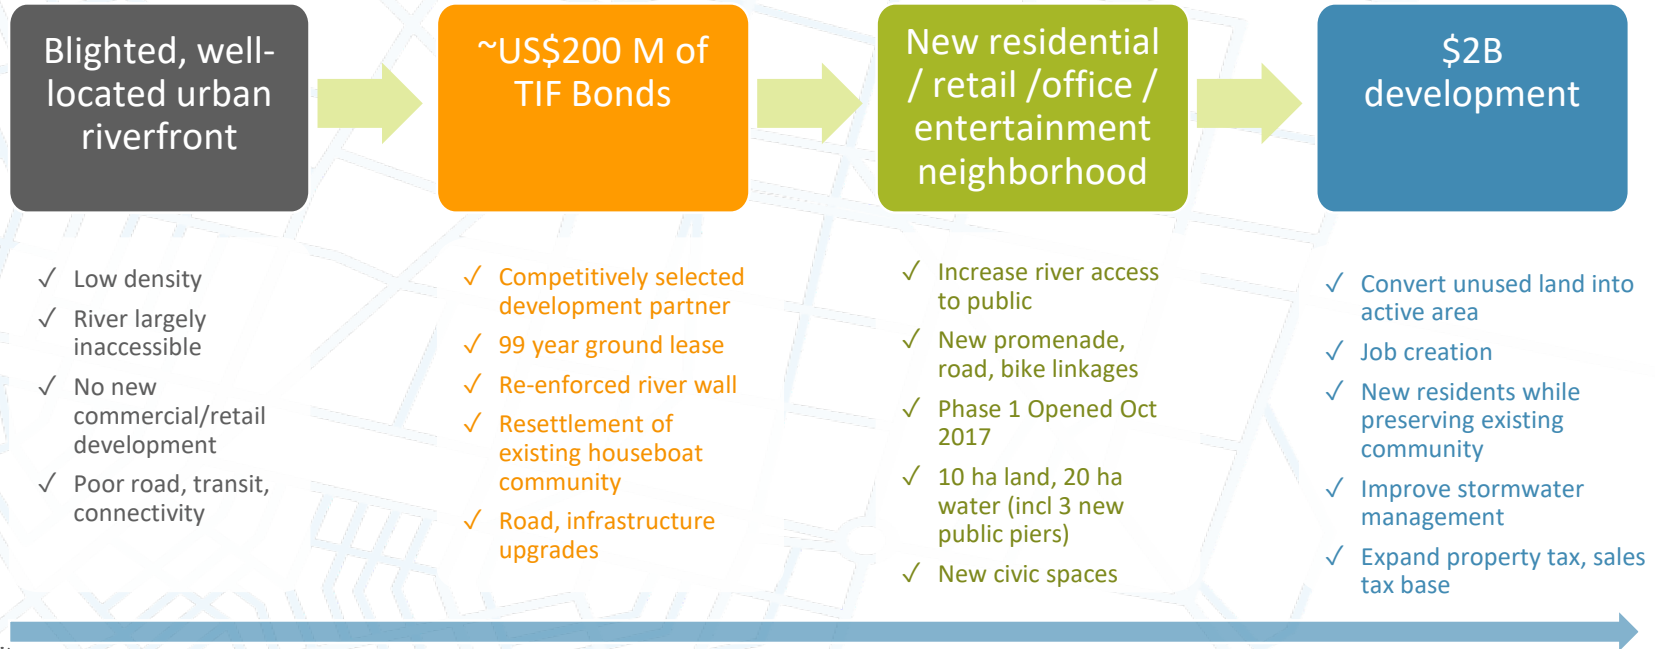 Blighted, well-
located urban
riverfront
~US$200 M of
TIF Bonds
New residential
/ retail /office /
entertainment
neighborhood
$2B
development
✓ Low density
✓ River largely
inaccessible
✓ No new
commercial/retail
development
✓ Poor road, transit,
connectivity
✓ Competitively selected
development partner
✓ 99 year ground lease
✓ Re-enforced river wall
✓ Resettlement of
existing houseboat
community
✓ Road, infrastructure
upgrades
✓ Increase river access
to public
✓ New promenade,
road, bike linkages
✓ Phase 1 Opened Oct
2017
✓ 10 ha land, 20 ha
water (incl 3 new
public piers)
✓ New civic spaces
✓ Convert unused land into
active area
✓ Job creation
✓ New residents while
preserving existing
community
✓ Improve stormwater
management
✓ Expand property tax, sales
tax base